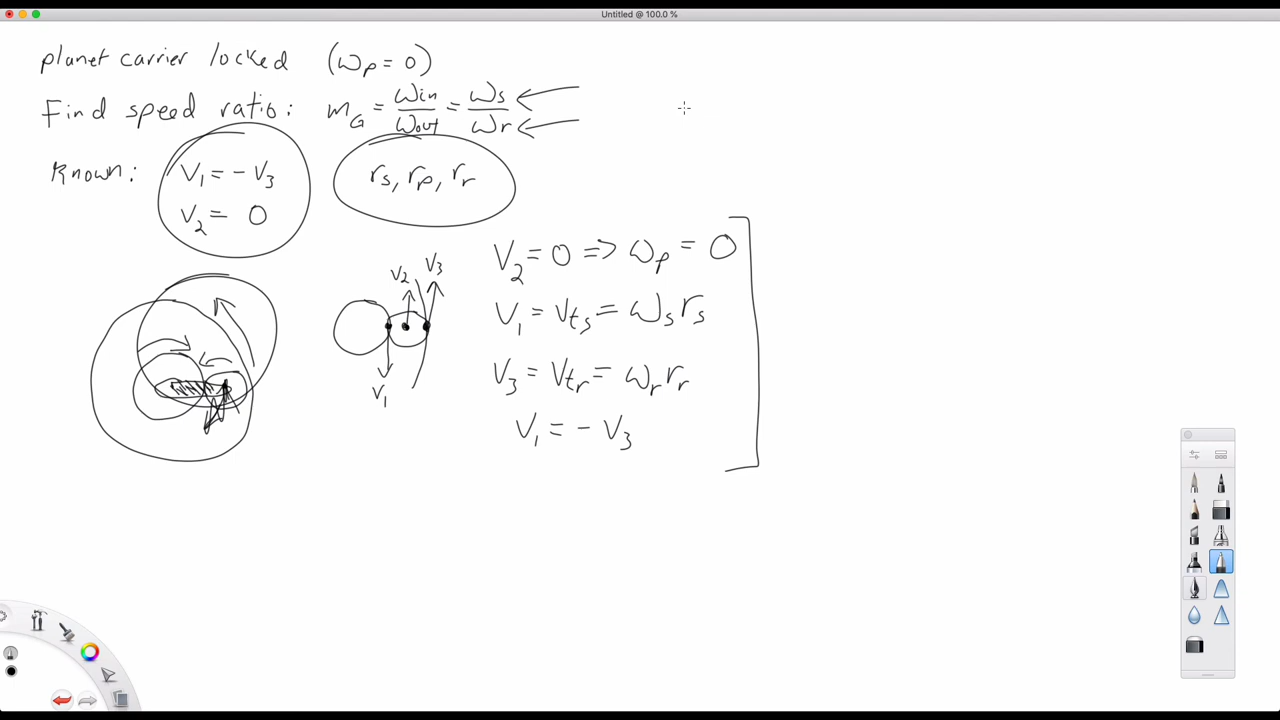 Untitled @ 100.0 %
planet carrier locked (ωp = 0)
Find speed ratio: mG = ωin/ωout = ωs/ωr
Known: V1 = - V3
V2 = 0
rs, rp, rr
V2 V3
V1
V2 = 0 => ωp = 0
V1 = Vts = ωs rs
V3 = Vtr = ωr rr
V1 = - V3